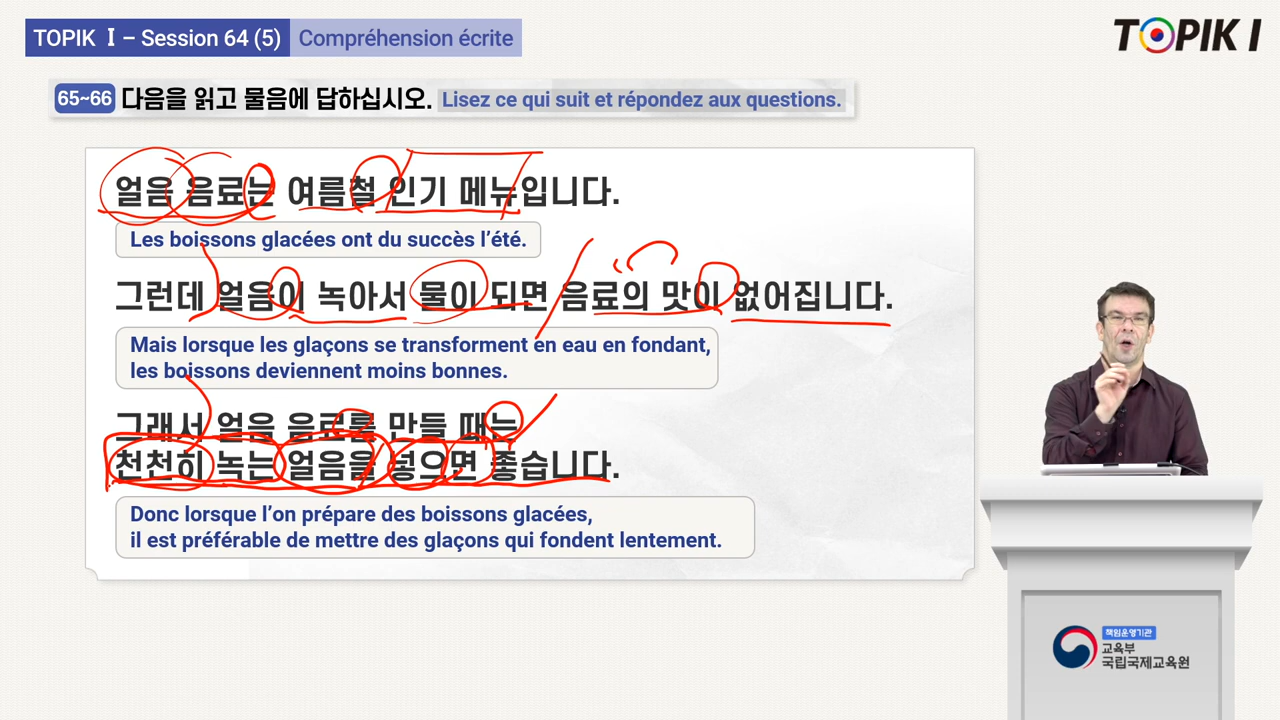 TOPIK Ⅰ – Session 64 (5) Compréhension écrite
TOPIK I
65~66 다음을 읽고 물음에 답하십시오. Lisez ce qui suit et répondez aux questions.
얼음 음료는 여름철 인기 메뉴입니다.
Les boissons glacées ont du succès l’été.
그런데 얼음이 녹아서 물이 되면 음료의 맛이 없어집니다.
Mais lorsque les glaçons se transforment en eau en fondant,
les boissons deviennent moins bonnes.
그래서 얼음 음료를 만들 때는
천천히 녹는 얼음을 넣으면 좋습니다.
Donc lorsque l’on prépare des boissons glacées,
il est préférable de mettre des glaçons qui fondent lentement.
책임운영기관
교육부
국립국제교육원